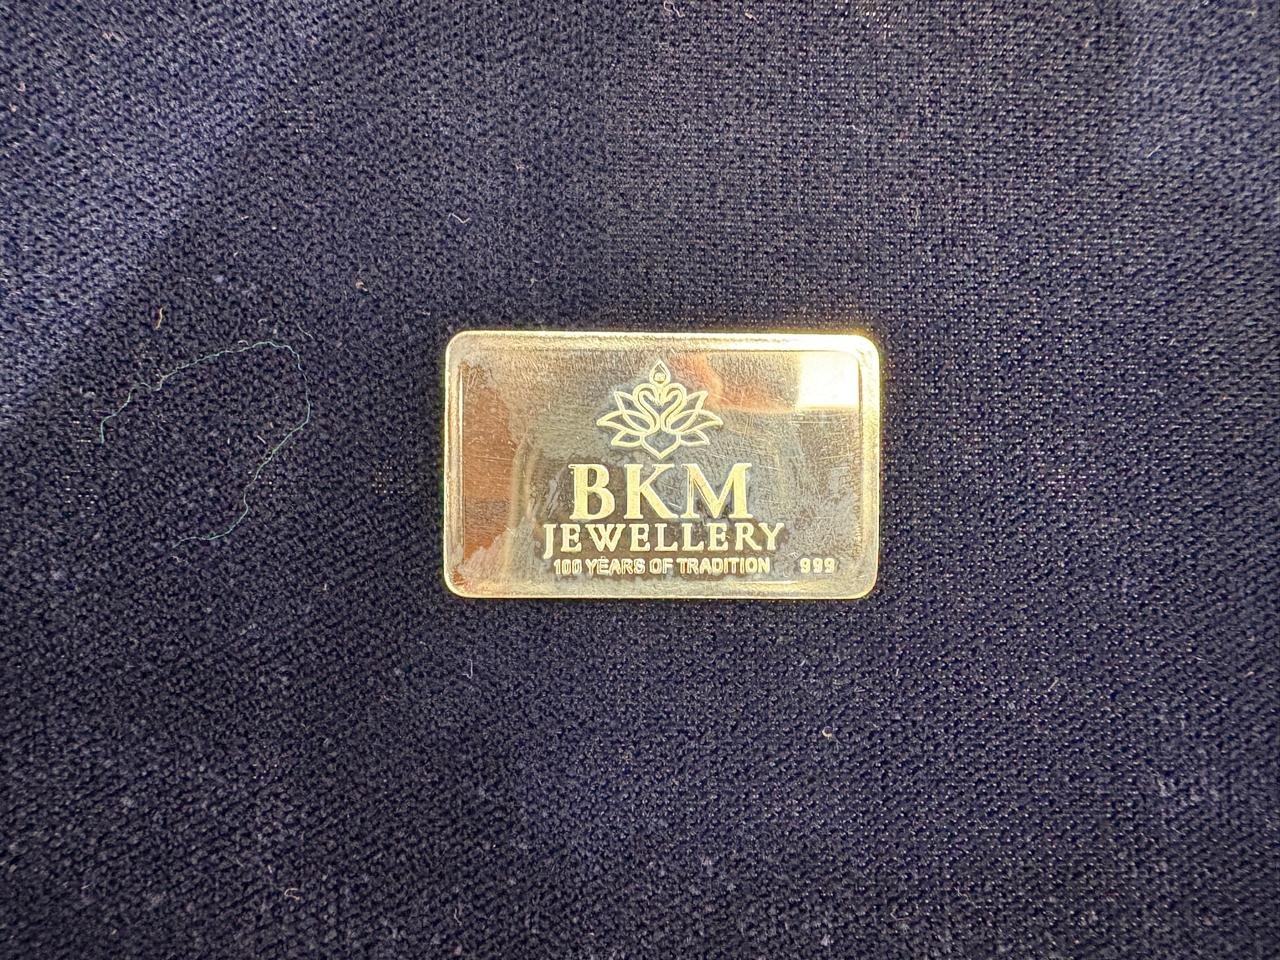 BKM
JEWELLERY
100 YEARS OF TRADITION 999